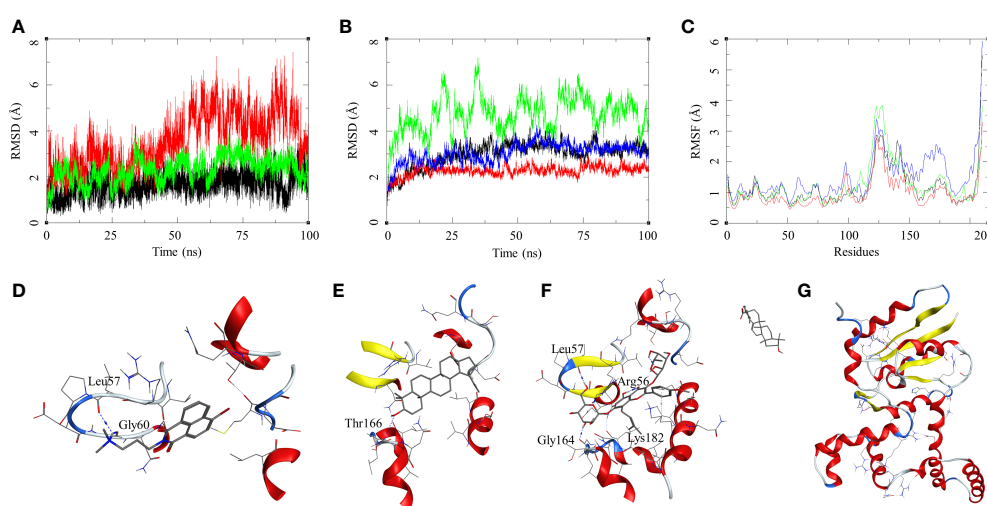 A
B
C
8
6
4
2
0
RMSD (Å)
0
25
50
75
100
Time (ns)
8
6
4
2
0
RMSD (Å)
0
25
50
75
100
Time (ns)
6
5
4
3
2
1
0
RMSF (Å)
0
50
100
150
20
Residues
D
E
F
G
Leu57
Gly60
Thr166
Leu57
Arg56
Gly164
Lys182